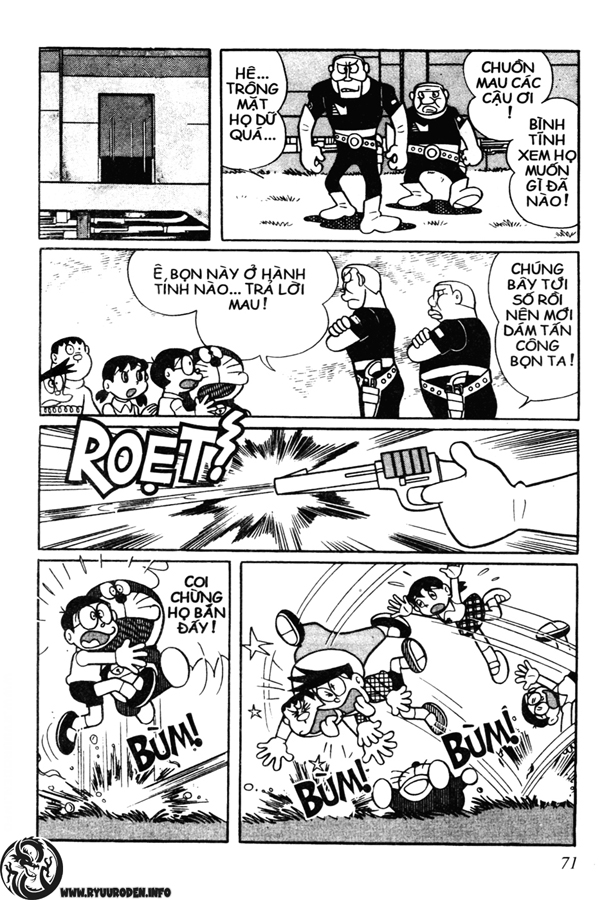 HÊ...
TRÔNG
MẶT
HỌ DỮ
QUÁ...
CHUỒN
MAU CÁC
CẬU ƠI
!
BÌNH
TĨNH
XEM HỌ
MUỐN
GÌ ĐÃ
NÀO!
Ê, BỌN NÀY Ở HÀNH
TINH NÀO... TRẢ LỜI
MAU!
CHÚNG
BÂY TỚI
SỐ RỒI
NÊN MỚI
DÁM TẤN
CÔNG
BỌN TA!
ROẸT!
COI
CHỪNG
HỌ BẮN
ĐẤY!
BÙM!
BÙM!
BÙM!
71
WWW.RYUURODEN.INFO